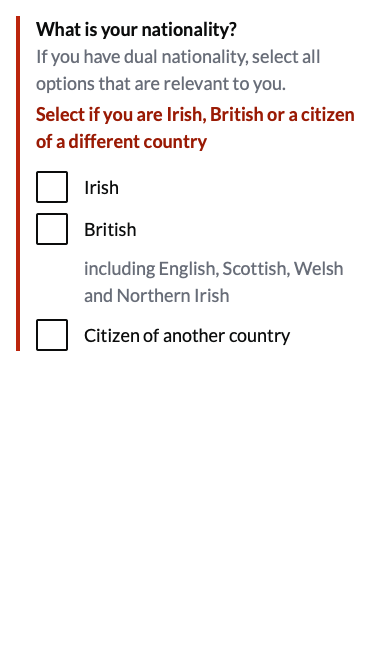 What is your nationality?
If you have dual nationality, select all
options that are relevant to you.
Select if you are Irish, British or a citizen
of a different country
Irish
British
including English, Scottish, Welsh
and Northern Irish
Citizen of another country